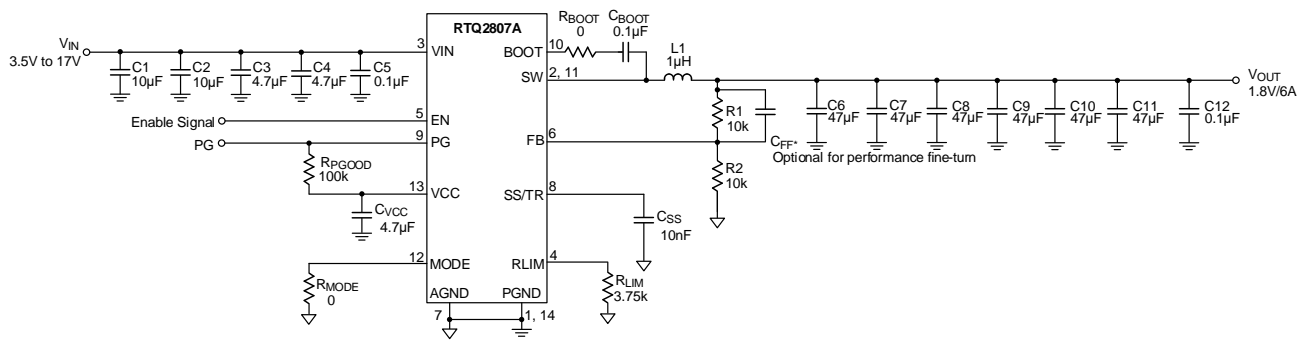 RTQ2807A
VIN
3.5V to 17V
C1
10µF
C2
10µF
C3
4.7µF
C4
4.7µF
C5
0.1µF
3
VIN
Enable Signal
5
EN
PG
9
PG
RPGOOD
100k
13
VCC
CVCC
4.7µF
12
MODE
RMODE
0
AGND
PGND
7
1, 14
BOOT
10
RBOOT
0
CBOOT
0.1µF
SW
2, 11
L1
1µH
R1
10k
CFF*
Optional for performance fine-turn
FB
6
R2
10k
SS/TR
8
CSS
10nF
RLIM
4
RLIM
3.75k
C6
47µF
C7
47µF
C8
47µF
C9
47µF
C10
47µF
C11
47µF
C12
0.1µF
VOUT
1.8V/6A